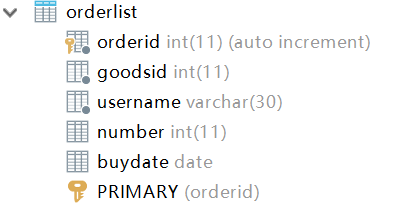 orderlist
orderid int(11) (auto increment)
goodsid int(11)
username varchar(30)
number int(11)
buydate date
PRIMARY (orderid)